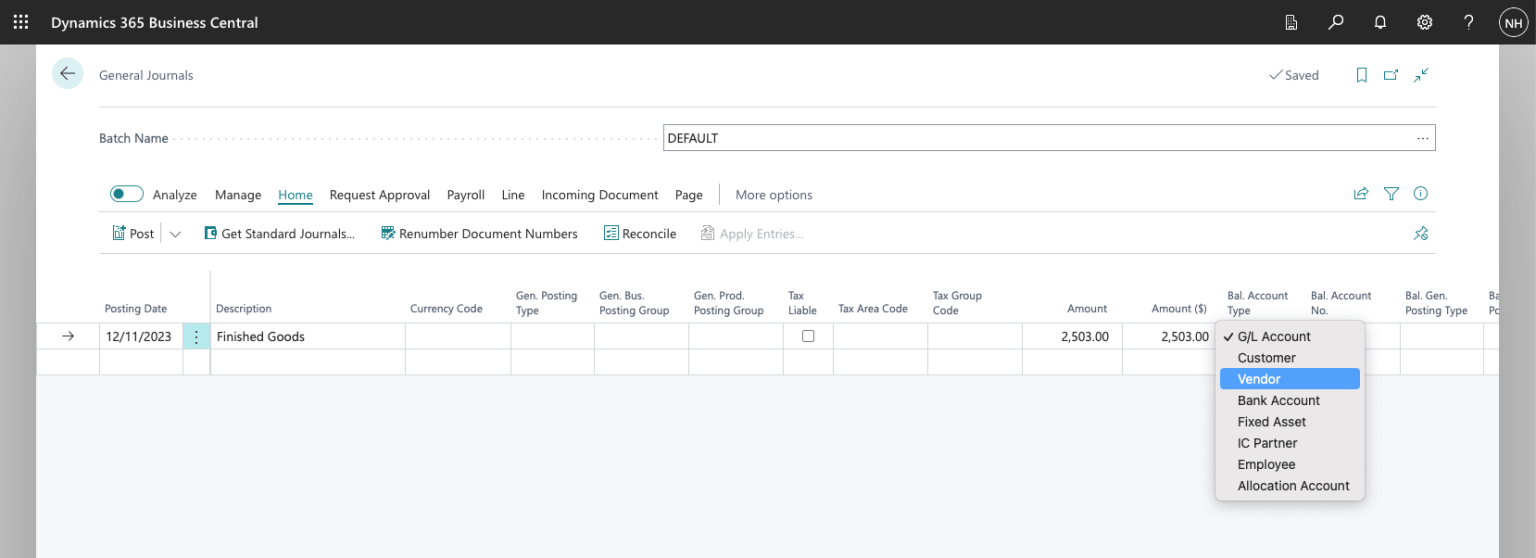 Dynamics 365 Business Central
NH
General Journals
Saved
Batch Name
DEFAULT
Analyze Manage Home Request Approval Payroll Line Incoming Document Page More options
Post Get Standard Journals... Renumber Document Numbers Reconcile Apply Entries...
Posting Date Description Currency Code Gen. Posting Type Gen. Bus. Posting Group Gen. Prod. Posting Group Tax Liable Tax Area Code Tax Group Code Amount Amount ($) Bal. Account Type Bal. Account No. Bal. Gen. Posting Type
12/11/2023 Finished Goods 2,503.00 2,503.00
G/L Account
Customer
Vendor
Bank Account
Fixed Asset
IC Partner
Employee
Allocation Account